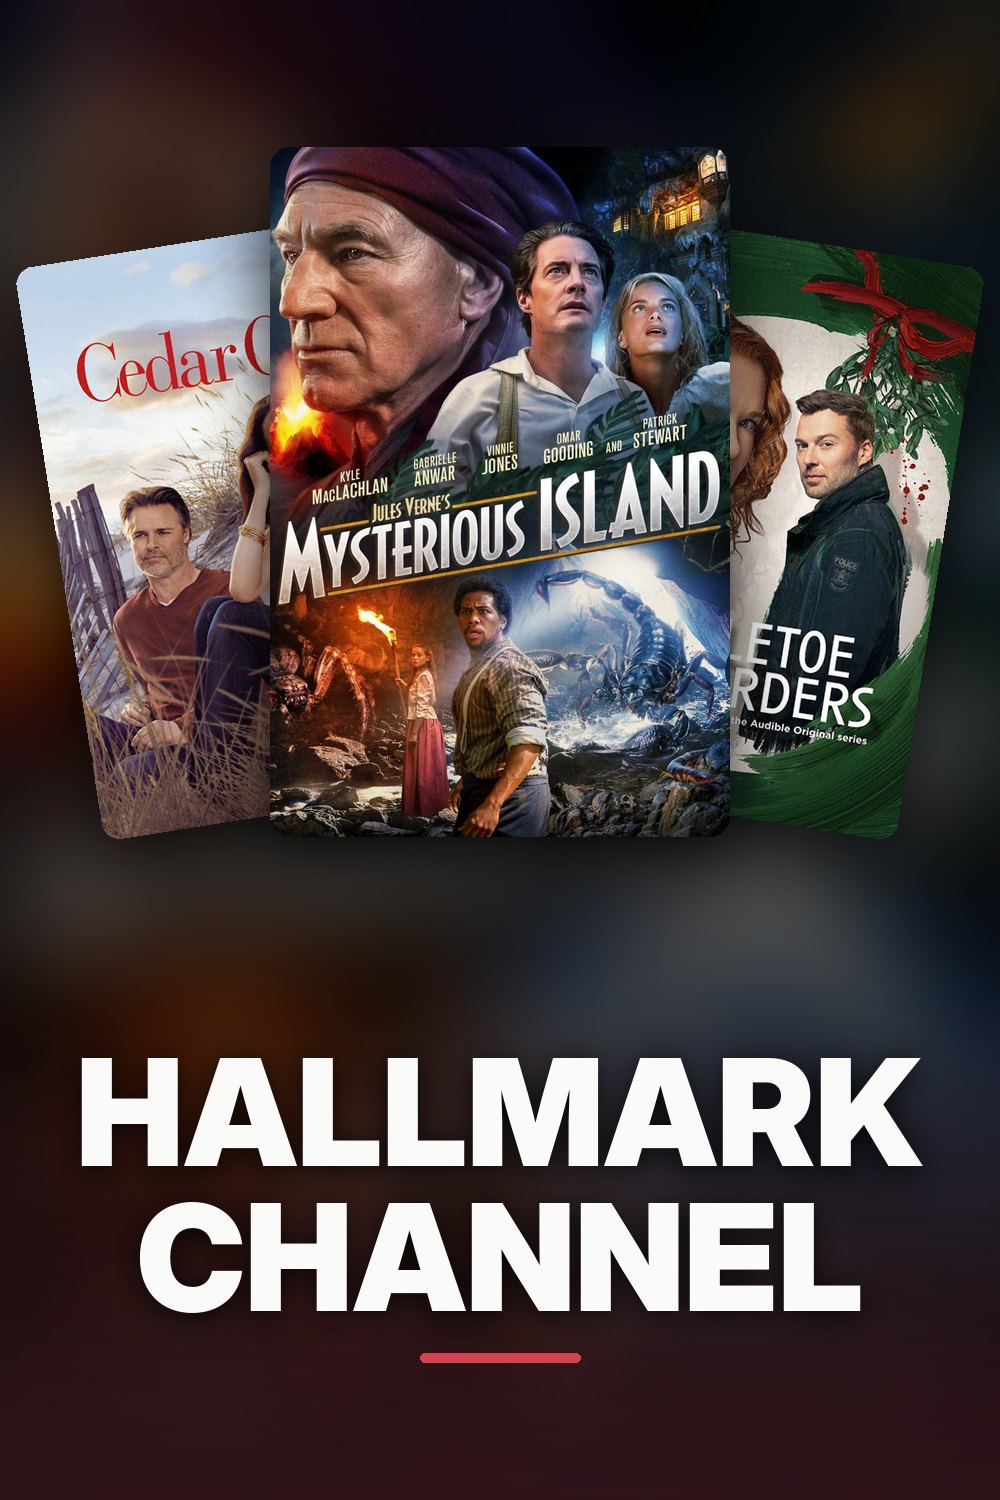 Cedar
KYLE
MACLACHLAN
GABRIELLE
ANWAR
VINNIE
JONES
OMAR
GOODING
AND
PATRICK
STEWART
JULES VERNE'S
MYSTERIOUS ISLAND
POLICE
LETOE
RDERS
the Audible Original series
HALLMARK
CHANNEL